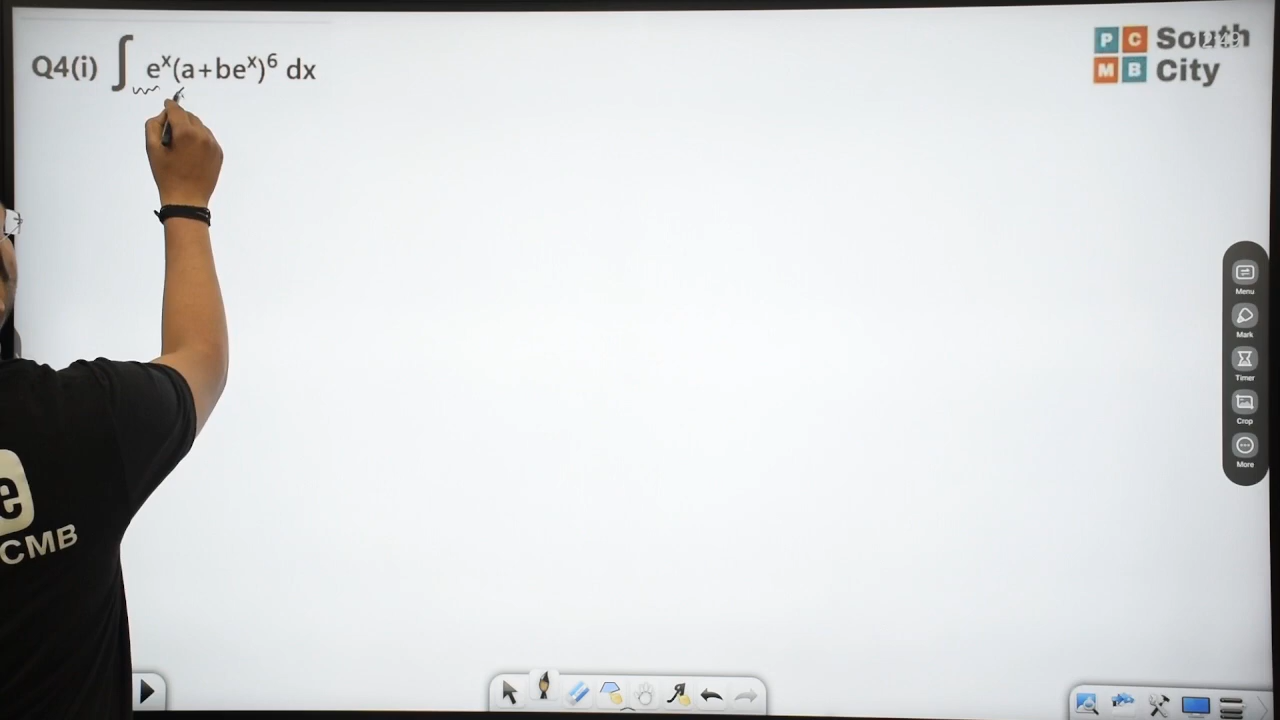 Q4(i) ∫ eˣ(a+beˣ)⁶ dx
P C
M B
South
City
Menu
Mark
Timer
Crop
More
e
CMB